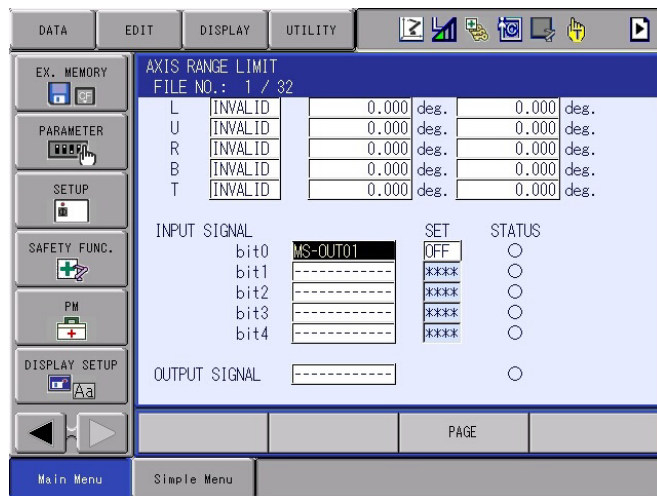 DATA EDIT DISPLAY UTILITY
EX. MEMORY
CF
PARAMETER
SETUP
SAFETY FUNC.
PM
DISPLAY SETUP
Aa
AXIS RANGE LIMIT
FILE NO.: 1 / 32
L INVALID 0.000 deg. 0.000 deg.
U INVALID 0.000 deg. 0.000 deg.
R INVALID 0.000 deg. 0.000 deg.
B INVALID 0.000 deg. 0.000 deg.
T INVALID 0.000 deg. 0.000 deg.
INPUT SIGNAL SET STATUS
bit0 MS-OUT01 OFF
bit1 ------------ ****
bit2 ------------ ****
bit3 ------------ ****
bit4 ------------ ****
OUTPUT SIGNAL ------------
PAGE
Main Menu Simple Menu